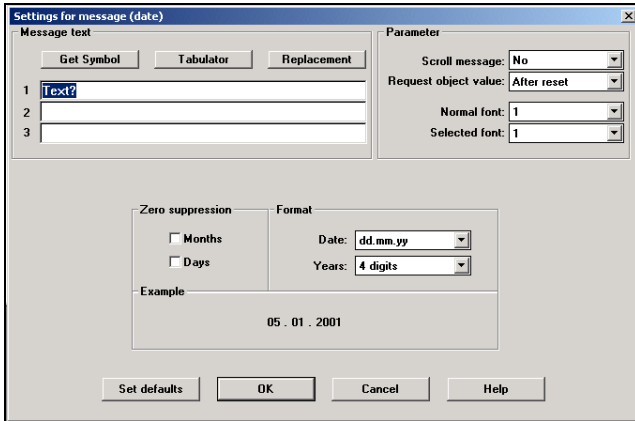 Settings for message (date)
Message text
Get Symbol Tabulator Replacement
1 Text?
2
3
Parameter
Scroll message: No
Request object value: After reset
Normal font: 1
Selected font: 1
Zero suppression
Months
Days
Format
Date: dd.mm.yy
Years: 4 digits
Example
05 . 01 . 2001
Set defaults OK Cancel Help